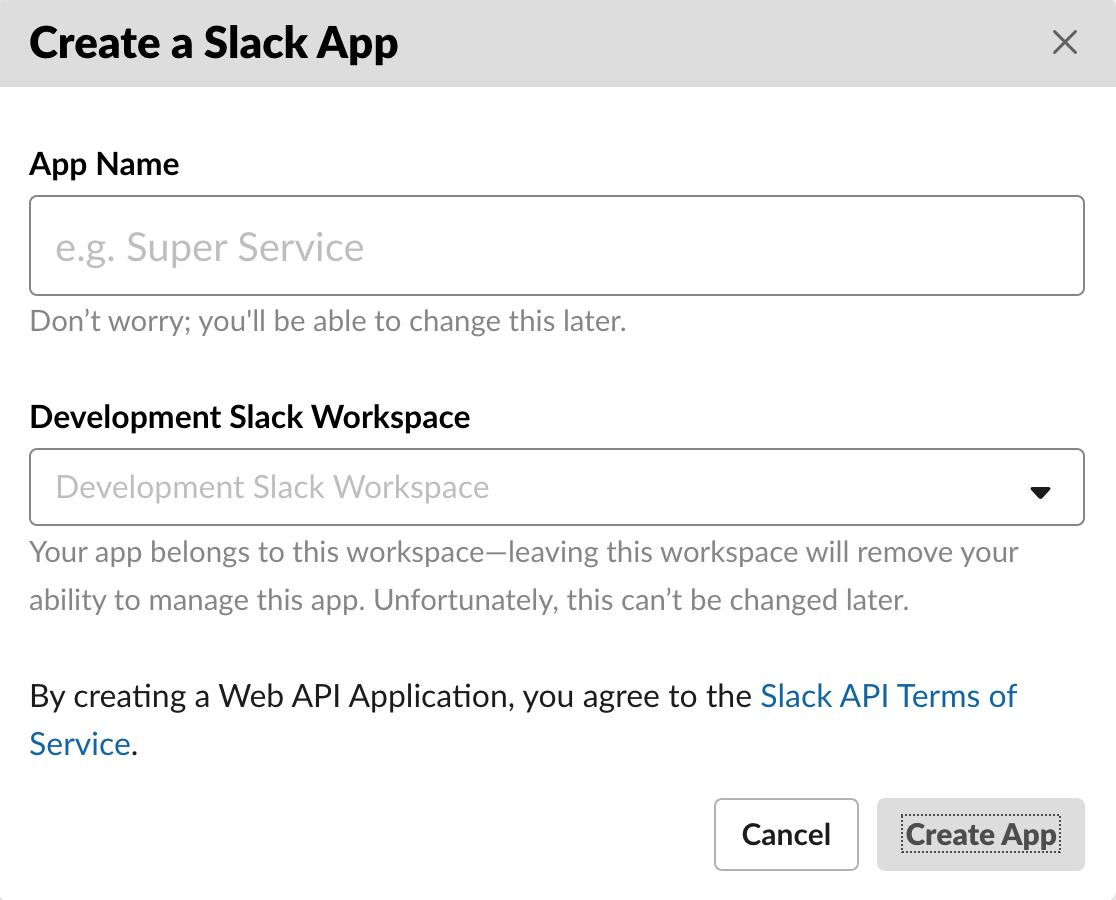 Create a Slack App
App Name
e.g. Super Service
Don’t worry; you'll be able to change this later.
Development Slack Workspace
Development Slack Workspace
Your app belongs to this workspace—leaving this workspace will remove your
ability to manage this app. Unfortunately, this can’t be changed later.
By creating a Web API Application, you agree to the Slack API Terms of
Service.
Cancel
Create App